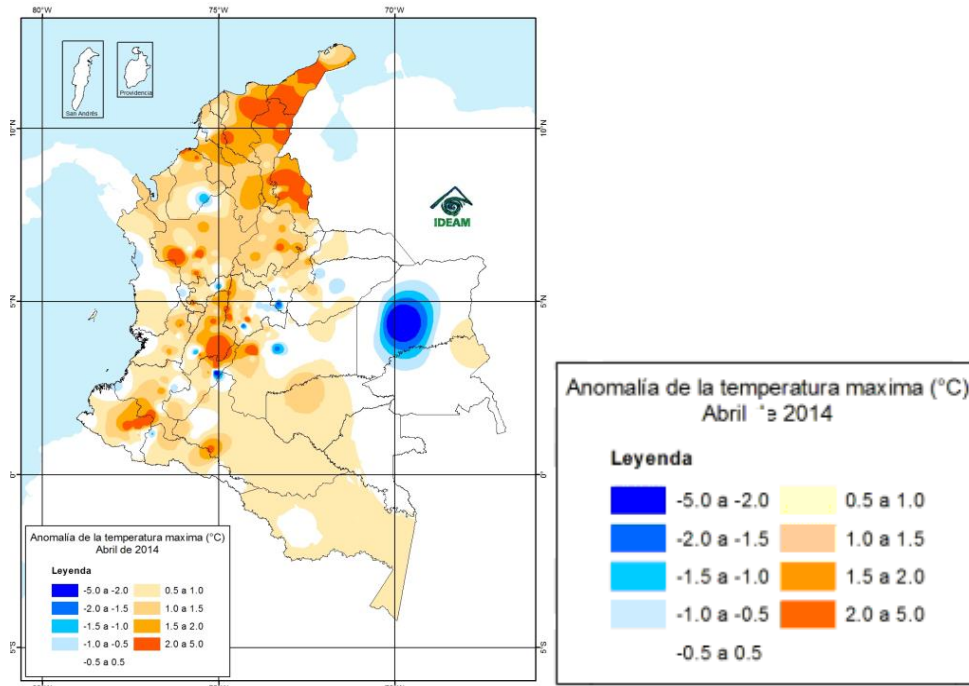 80°W 75°W 70°W
San Andrés
Providencia
10°N 10°N
IDEAM
5°N 5°N
0° 0°
5°S 5°S
Anomalía de la temperatura maxima (°C)
Abril de 2014
Leyenda
-5.0 a -2.0 0.5 a 1.0
-2.0 a -1.5 1.0 a 1.5
-1.5 a -1.0 1.5 a 2.0
-1.0 a -0.5 2.0 a 5.0
-0.5 a 0.5
75°W 70°W
Anomalía de la temperatura maxima (°C)
Abril 2014
Leyenda
-5.0 a -2.0 0.5 a 1.0
-2.0 a -1.5 1.0 a 1.5
-1.5 a -1.0 1.5 a 2.0
-1.0 a -0.5 2.0 a 5.0
-0.5 a 0.5